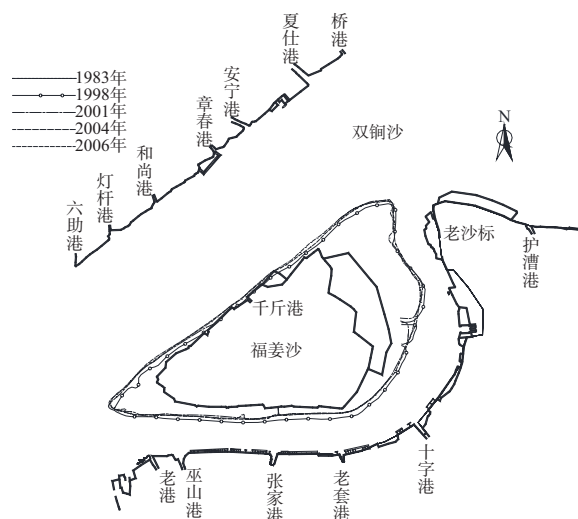 桥港
夏仕港
安宁港
章春港
和尚港
灯杆港
六助港
1983年
1998年
2001年
2004年
2006年
双锏沙
N
老沙标
护漕港
千斤港
福姜沙
十字港
老套港
张家港
巫山港
老港